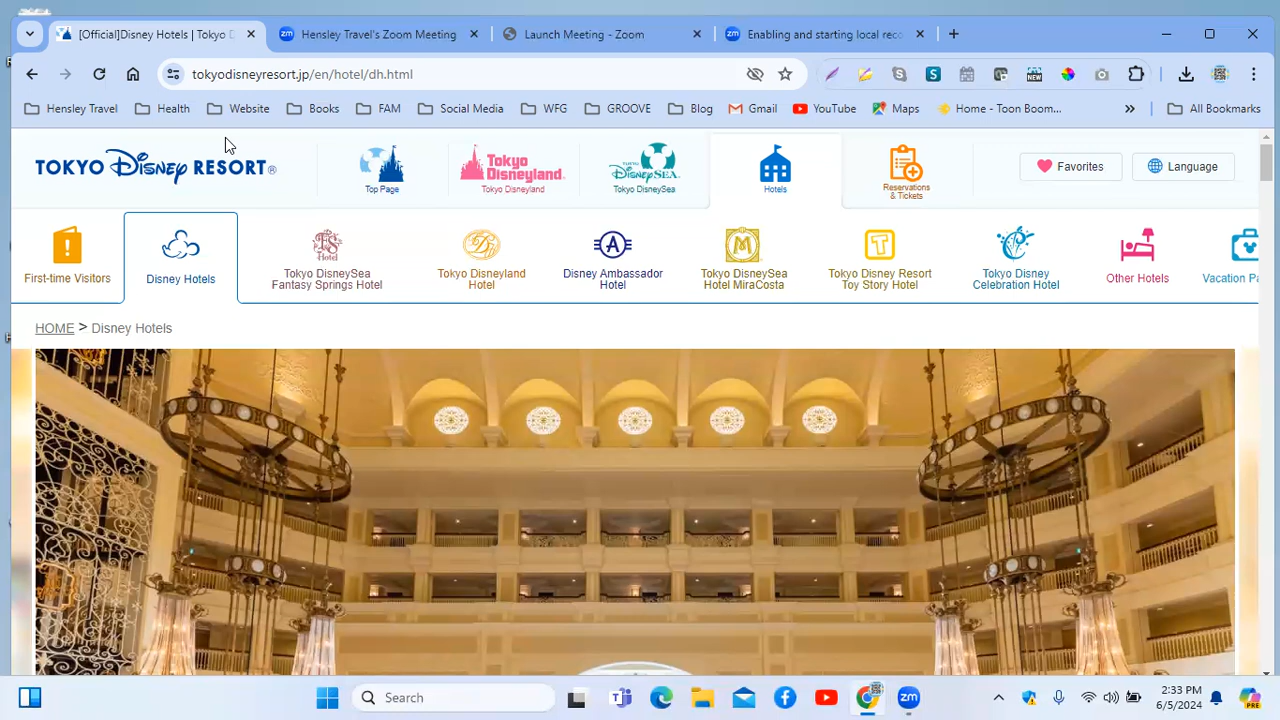 [Official]Disney Hotels | Tokyo D
Hensley Travel's Zoom Meeting
Launch Meeting - Zoom
Enabling and starting local reco
tokyodisneyresort.jp/en/hotel/dh.html
Hensley Travel
Health
Website
Books
FAM
Social Media
WFG
GROOVE
Blog
Gmail
YouTube
Maps
Home - Toon Boom...
All Bookmarks
TOKYO Disney RESORT®
Top Page
Tokyo Disneyland
Tokyo Disneyland
Tokyo DisneySEA
Tokyo DisneySea
Hotels
Reservations
& Tickets
Favorites
Language
First-time Visitors
Disney Hotels
Tokyo DisneySea
Fantasy Springs Hotel
Tokyo Disneyland
Hotel
Disney Ambassador
Hotel
Tokyo DisneySea
Hotel MiraCosta
Tokyo Disney Resort
Toy Story Hotel
Tokyo Disney
Celebration Hotel
Other Hotels
Vacation Pa
HOME > Disney Hotels
Search
2:33 PM
6/5/2024